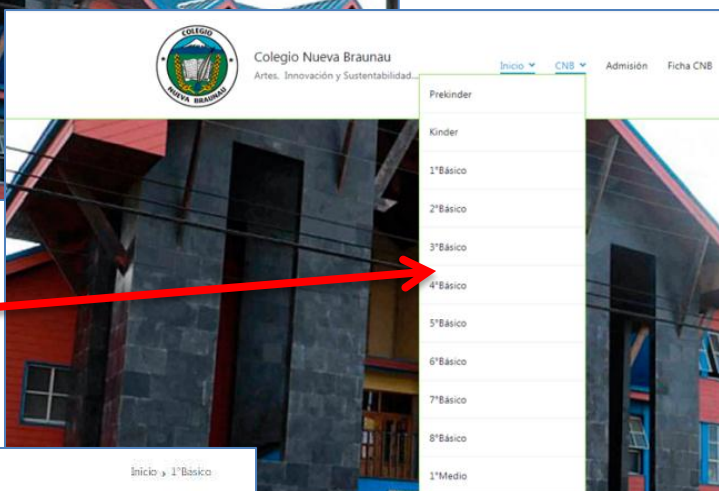 COLEGIO
NUEVA BRAUNAU
Colegio Nueva Braunau
Artes, Innovación y Sustentabilidad...
Inicio CNB Admisión Ficha CNB
Prekinder
Kinder
1°Básico
2°Básico
3°Básico
4°Básico
5°Básico
6°Básico
7°Básico
8°Básico
1°Medio
Inicio › 1°Básico